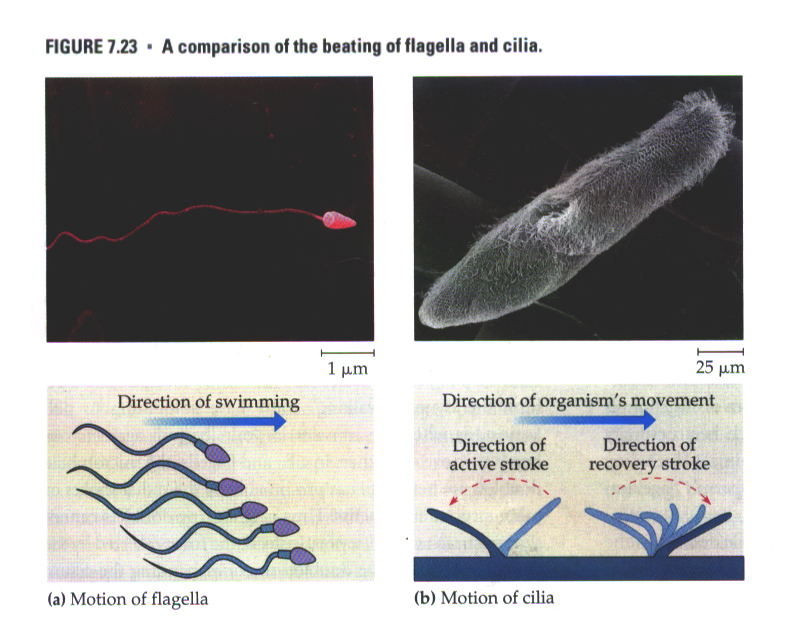 FIGURE 7.23 ▪ A comparison of the beating of flagella and cilia.
1 μm
25 μm
Direction of swimming
(a) Motion of flagella
Direction of organism's movement
Direction of
active stroke
Direction of
recovery stroke
(b) Motion of cilia